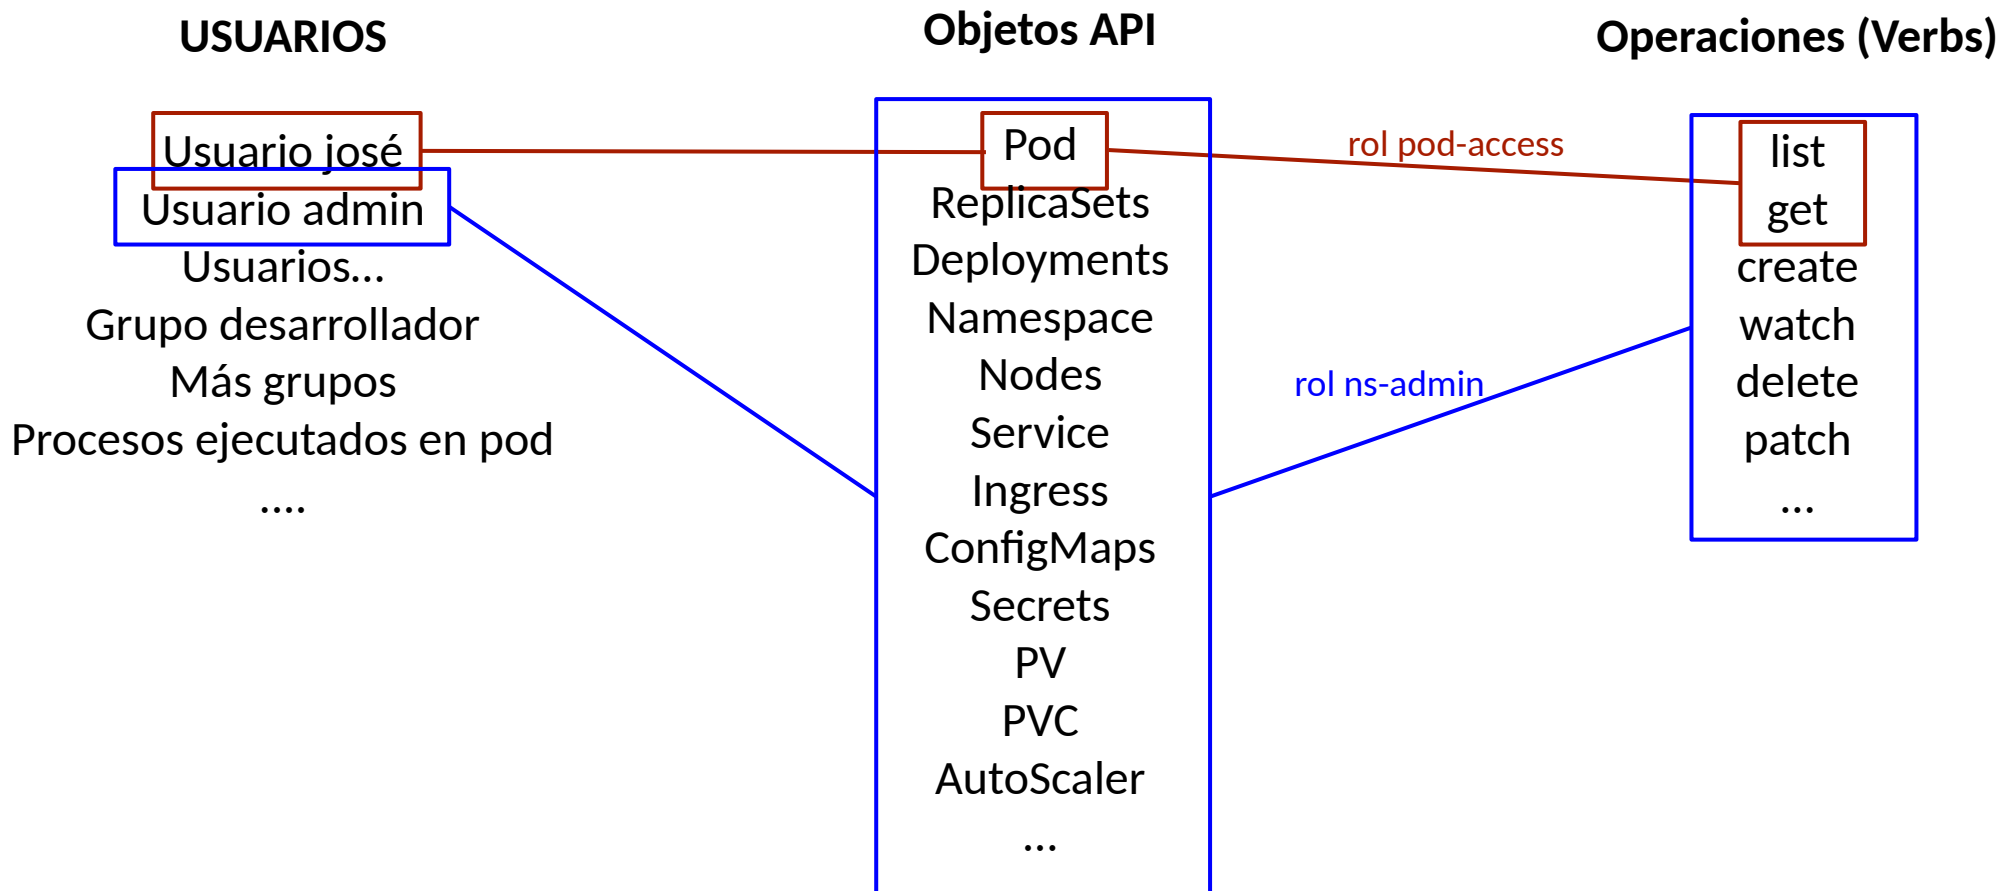 USUARIOS
Usuario josé
Usuario admin
Usuarios...
Grupo desarrollador
Más grupos
Procesos ejecutados en pod
....
Objetos API
Pod
ReplicaSets
Deployments
Namespace
Nodes
Service
Ingress
ConfigMaps
Secrets
PV
PVC
AutoScaler
...
rol pod-access
rol ns-admin
Operaciones (Verbs)
list
get
create
watch
delete
patch
...